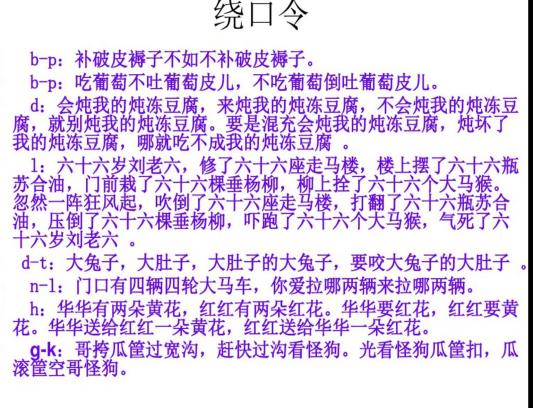 绕口令
b-p：补破皮褥子不如不补破皮褥子。
b-p：吃葡萄不吐葡萄皮儿，不吃葡萄倒吐葡萄皮儿。
d：会炖我的炖冻豆腐，来炖我的炖冻豆腐，不会炖我的炖冻豆
腐，就别炖我的炖冻豆腐。要是混充会炖我的炖冻豆腐，炖坏了
我的炖冻豆腐，哪就吃不成我的炖冻豆腐 。
l：六十六岁刘老六，修了六十六座走马楼，楼上摆了六十六瓶
苏合油，门前栽了六十六棵垂杨柳，柳上拴了六十六个大马猴。
忽然一阵狂风起，吹倒了六十六座走马楼，打翻了六十六瓶苏合
油，压倒了六十六棵垂杨柳，吓跑了六十六个大马猴，气死了六
十六岁刘老六 。
d-t：大兔子，大肚子，大肚子的大兔子，要咬大兔子的大肚子 。
n-l：门口有四辆四轮大马车，你爱拉哪两辆来拉哪两辆。
h：华华有两朵黄花，红红有两朵红花。华华要红花，红红要黄
花。华华送给红红一朵黄花，红红送给华华一朵红花。
g-k：哥挎瓜筐过宽沟，赶快过沟看怪狗。光看怪狗瓜筐扣，瓜
滚筐空哥怪狗。